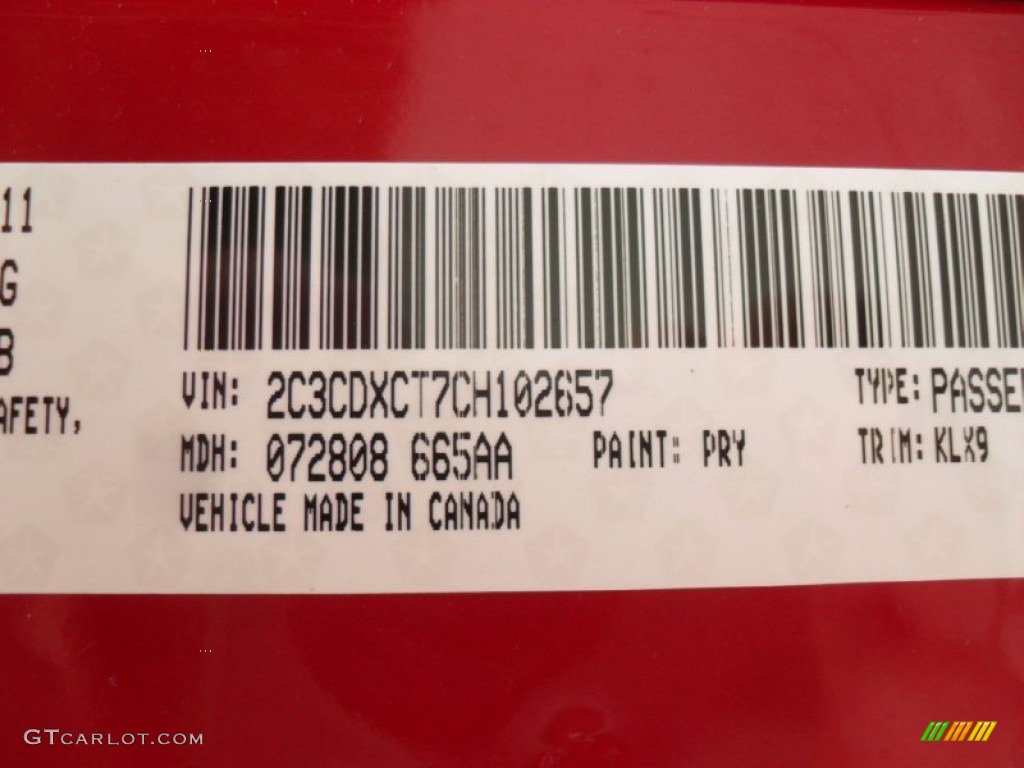 11
G
B
AFETY,
VIN: 2C3CDXCT7CH102657
TYPE: PASSE
MDH: 072808 665AA
PAINT: PRY
TRIM: KLX9
VEHICLE MADE IN CANADA
GTCARLOT.COM